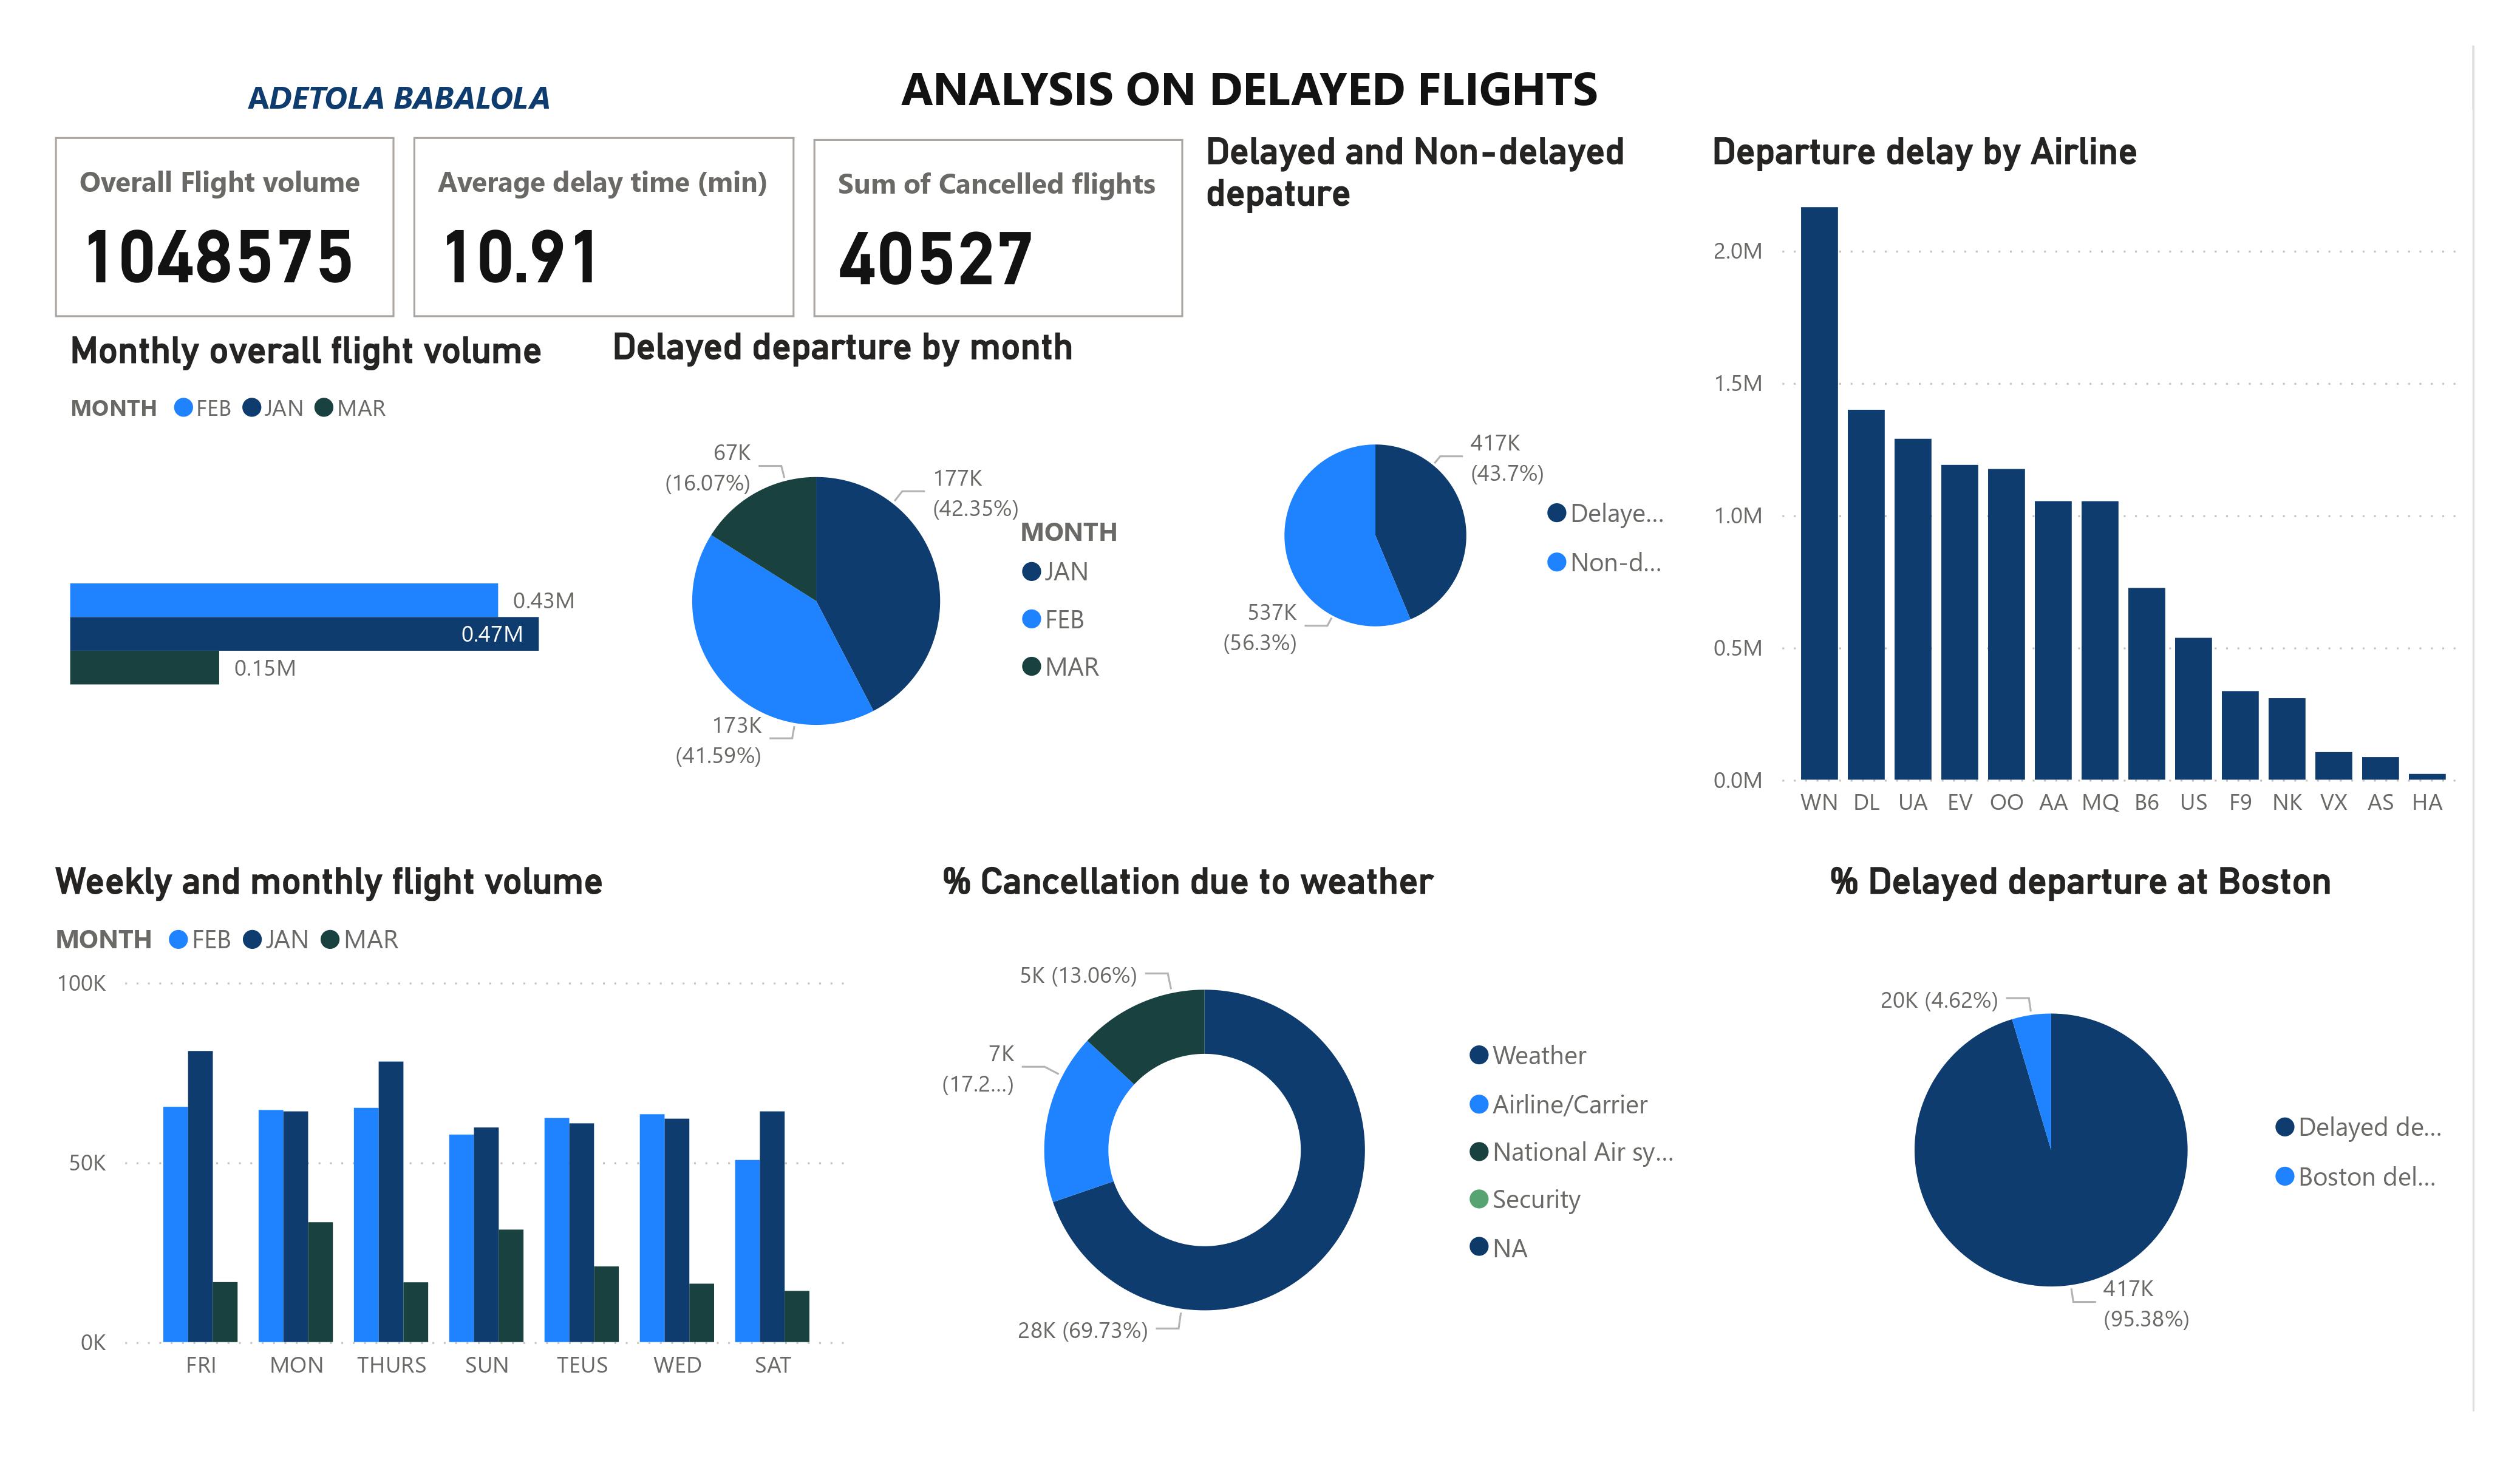 ADETOLA BABALOLA
ANALYSIS ON DELAYED FLIGHTS
Overall Flight volume
1048575
Average delay time (min)
10.91
Sum of Cancelled flights
40527
Monthly overall flight volume
MONTH FEB JAN MAR
0.43M
0.47M
0.15M
Delayed departure by month
67K
(16.07%)
177K
(42.35%)
173K
(41.59%)
MONTH
JAN
FEB
MAR
Delayed and Non-delayed
depature
417K
(43.7%)
537K
(56.3%)
Delaye...
Non-d...
Departure delay by Airline
2.0M
1.5M
1.0M
0.5M
0.0M
WN DL UA EV OO AA MQ B6 US F9 NK VX AS HA
Weekly and monthly flight volume
MONTH FEB JAN MAR
100K
50K
0K
FRI MON THURS SUN TEUS WED SAT
% Cancellation due to weather
5K (13.06%)
7K
(17.2...)
28K (69.73%)
Weather
Airline/Carrier
National Air sy...
Security
NA
% Delayed departure at Boston
20K (4.62%)
417K
(95.38%)
Delayed de...
Boston del...